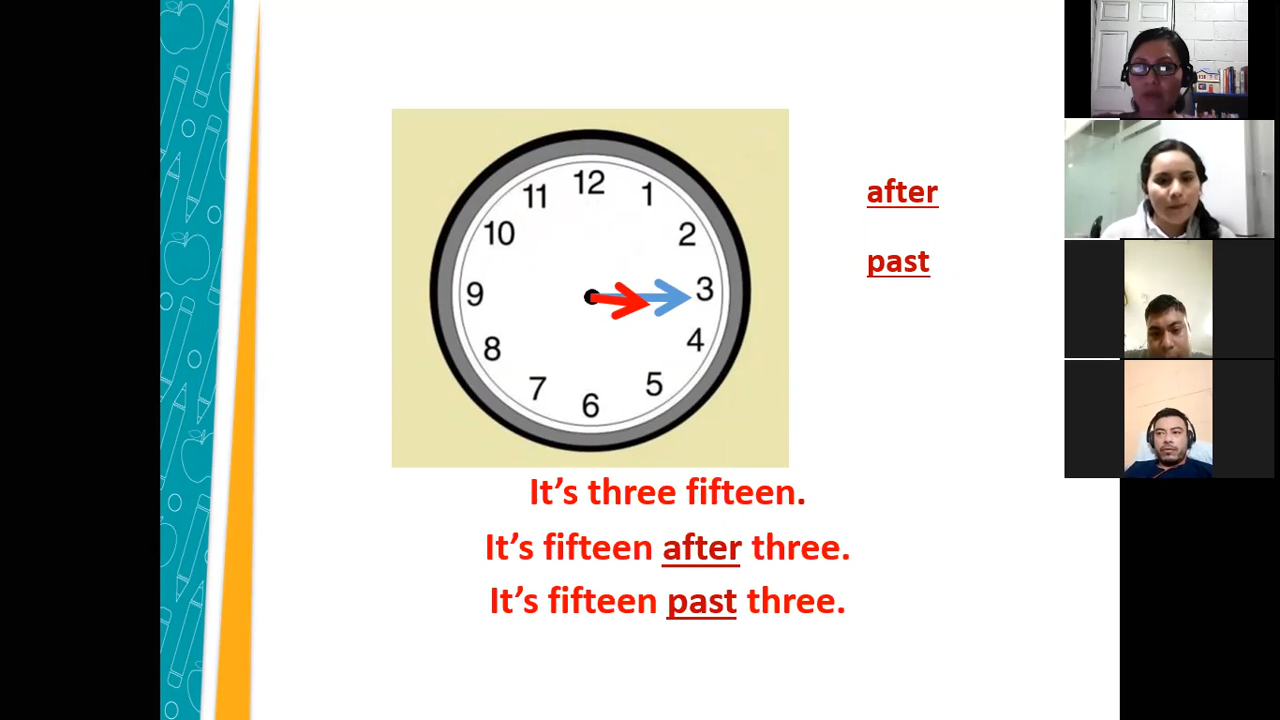 12
11
1
10
2
after
past
9
3
8
4
7
5
6
It’s three fifteen.
It’s fifteen after three.
It’s fifteen past three.